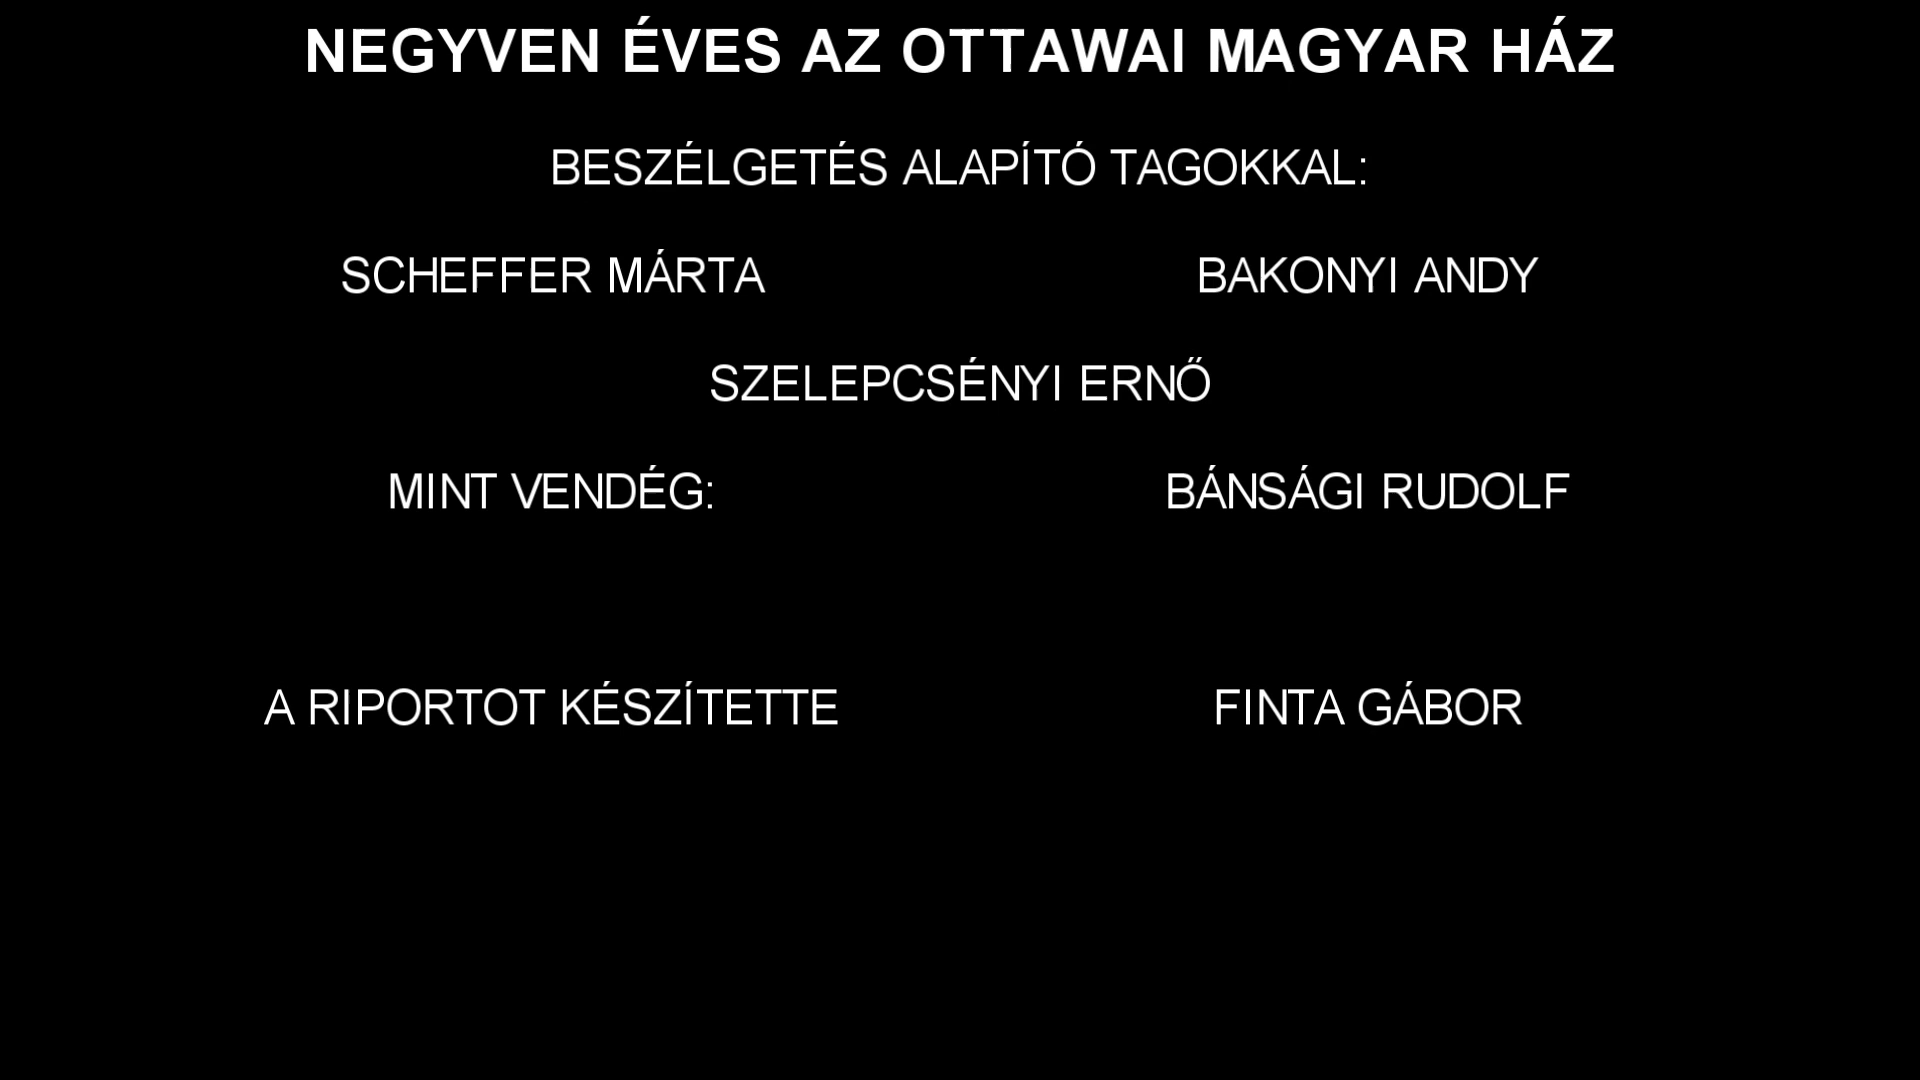 NEGYVEN ÉVES AZ OTTAWAI MAGYAR HÁZ
BESZÉLGETÉS ALAPÍTÓ TAGOKKAL:
SCHEFFER MÁRTA BAKONYI ANDY
SZELEPCSÉNYI ERNŐ
MINT VENDÉG: BÁNSÁGI RUDOLF
A RIPORTOT KÉSZÍTETTE FINTA GÁBOR